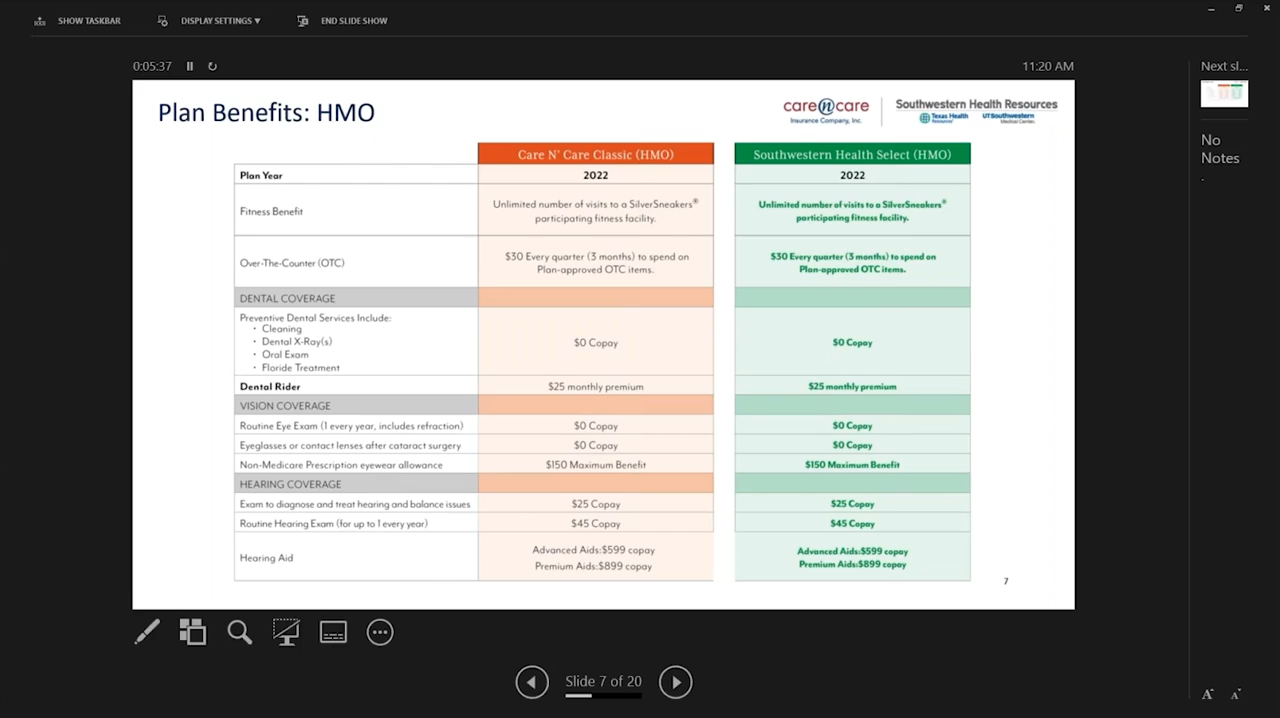 SHOW TASKBAR
DISPLAY SETTINGS ▼
END SLIDE SHOW
0:05:37
11:20 AM
Next sl...
No
Notes
.
Plan Benefits: HMO
care n care
Insurance Company, Inc.
Southwestern Health Resources
Texas Health
Resources
UTSouthwestern
Medical Center
Care N' Care Classic (HMO)
Southwestern Health Select (HMO)
Plan Year
2022
2022
Fitness Benefit
Unlimited number of visits to a SilverSneakers®
participating fitness facility.
Unlimited number of visits to a SilverSneakers®
participating fitness facility.
Over-The-Counter (OTC)
$30 Every quarter (3 months) to spend on
Plan-approved OTC items.
$30 Every quarter (3 months) to spend on
Plan-approved OTC items.
DENTAL COVERAGE
Preventive Dental Services Include:
• Cleaning
• Dental X-Ray(s)
• Oral Exam
• Floride Treatment
$0 Copay
$0 Copay
Dental Rider
$25 monthly premium
$25 monthly premium
VISION COVERAGE
Routine Eye Exam (1 every year, includes refraction)
$0 Copay
$0 Copay
Eyeglasses or contact lenses after cataract surgery
$0 Copay
$0 Copay
Non-Medicare Prescription eyewear allowance
$150 Maximum Benefit
$150 Maximum Benefit
HEARING COVERAGE
Exam to diagnose and treat hearing and balance issues
$25 Copay
$25 Copay
Routine Hearing Exam (for up to 1 every year)
$45 Copay
$45 Copay
Hearing Aid
Advanced Aids:$599 copay
Premium Aids:$899 copay
Advanced Aids:$599 copay
Premium Aids:$899 copay
7
Slide 7 of 20
A A